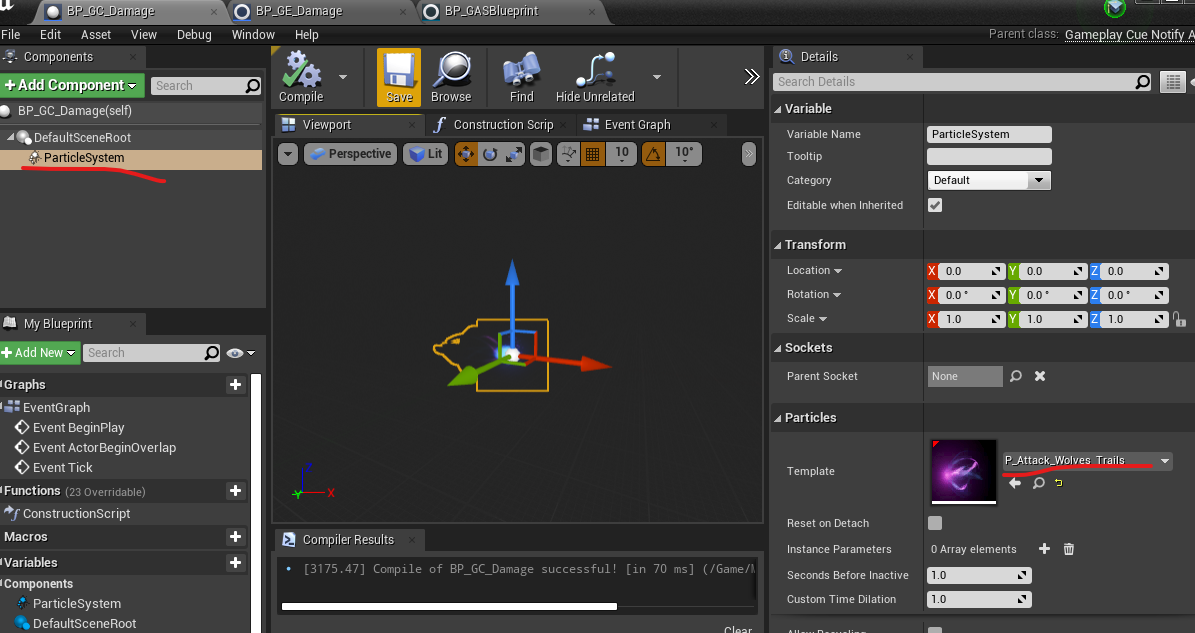 BP_GC_Damage
BP_GE_Damage
BP_GASBlueprint
File Edit Asset View Debug Window Help
Parent class: Gameplay Cue Notify A
Components
+Add Component
Search
BP_GC_Damage(self)
DefaultSceneRoot
ParticleSystem
My Blueprint
+Add New
Search
Graphs
EventGraph
Event BeginPlay
Event ActorBeginOverlap
Event Tick
Functions (23 Overridable)
ConstructionScript
Macros
Variables
Components
ParticleSystem
DefaultSceneRoot
Compile
Save
Browse
Find
Hide Unrelated
Viewport
Construction Scrip
Event Graph
Perspective
Lit
10
10°
Z
X
Y
Compiler Results
• [3175.47] Compile of BP_GC_Damage successful! [in 70 ms] (/Game/M
Clear
Details
Search Details
Variable
Variable Name ParticleSystem
Tooltip
Category Default
Editable when Inherited
Transform
Location X 0.0 Y 0.0 Z 0.0
Rotation X 0.0 ° Y 0.0 ° Z 0.0 °
Scale X 1.0 Y 1.0 Z 1.0
Sockets
Parent Socket None
Particles
Template P_Attack_Wolves_Trails
Reset on Detach
Instance Parameters 0 Array elements
Seconds Before Inactive 1.0
Custom Time Dilation 1.0
Allow Recycling